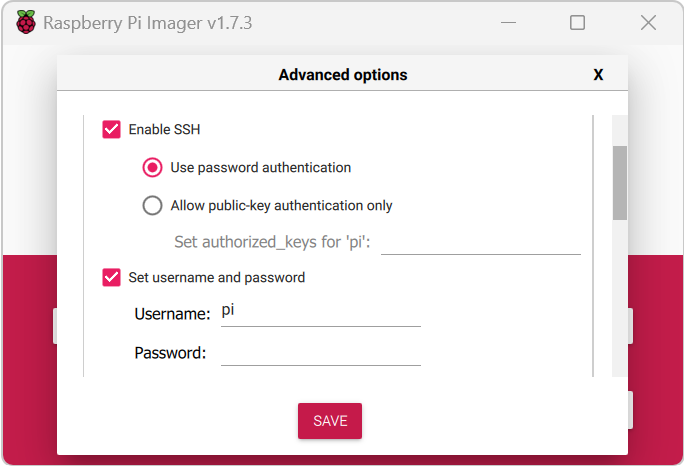 Raspberry Pi Imager v1.7.3
Advanced options X
Enable SSH
Use password authentication
Allow public-key authentication only
Set authorized_keys for 'pi':
Set username and password
Username: pi
Password:
SAVE